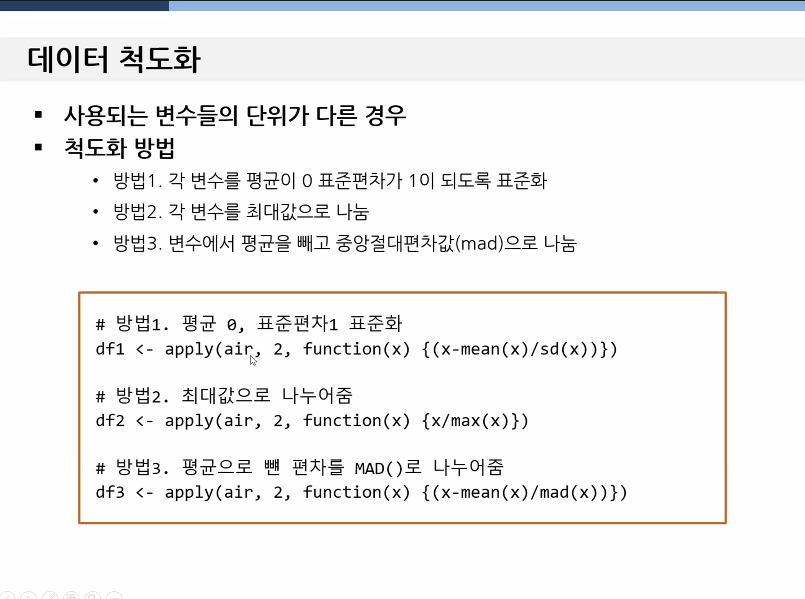 데이터 척도화
▪ 사용되는 변수들의 단위가 다른 경우
▪ 척도화 방법
• 방법1. 각 변수를 평균이 0 표준편차가 1이 되도록 표준화
• 방법2. 각 변수를 최대값으로 나눔
• 방법3. 변수에서 평균을 빼고 중앙절대편차값(mad)으로 나눔
# 방법1. 평균 0, 표준편차1 표준화
df1 <- apply(air, 2, function(x) {(x-mean(x)/sd(x))})
# 방법2. 최대값으로 나누어줌
df2 <- apply(air, 2, function(x) {x/max(x)})
# 방법3. 평균으로 뺸 편차를 MAD()로 나누어줌
df3 <- apply(air, 2, function(x) {(x-mean(x)/mad(x))})